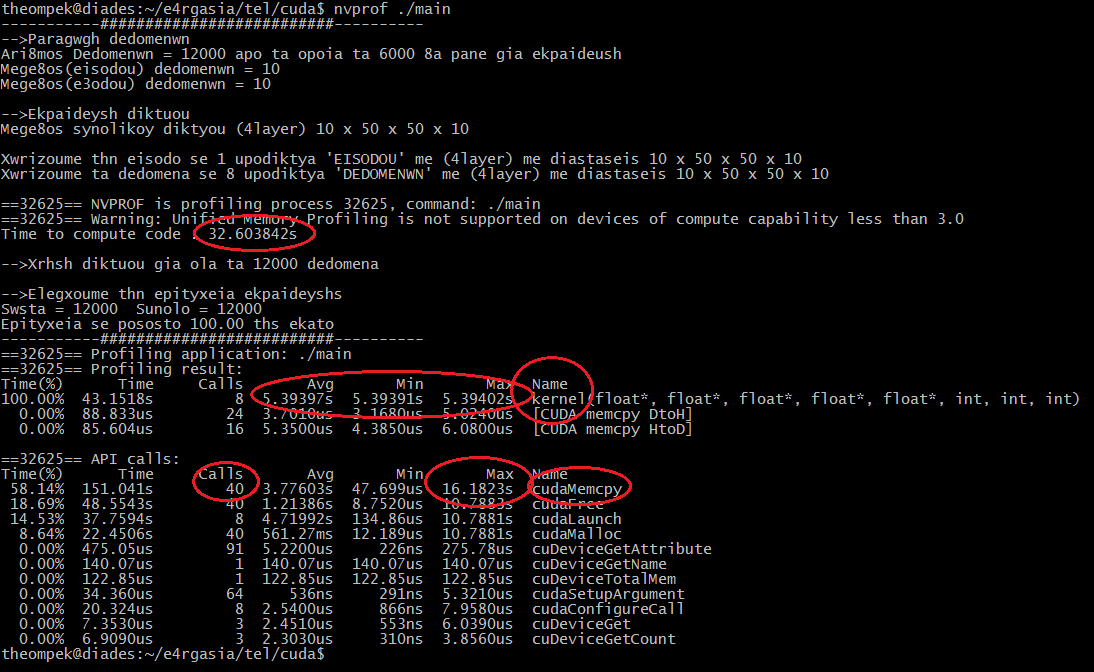 theompek@diades:~/e4rgasia/tel/cuda$ nvprof ./main
-----------##########################----------
-->Paragwgh dedomenwn
Ari8mos Dedomenwn = 12000 apo ta opoia ta 6000 8a pane gia ekpaideush
Mege8os(eisodou) dedomenwn = 10
Mege8os(e3odou) dedomenwn = 10
-->Ekpaideysh diktuou
Mege8os synolikoy diktyou (4layer) 10 x 50 x 50 x 10
Xwrizoume thn eisodo se 1 upodiktya 'EISODOU' me (4layer) me diastaseis 10 x 50 x 50 x 10
Xwrizoume ta dedomena se 8 upodiktya 'DEDOMENWN' me (4layer) me diastaseis 10 x 50 x 50 x 10
==32625== NVPROF is profiling process 32625, command: ./main
==32625== Warning: Unified Memory Profiling is not supported on devices of compute capability less than 3.0
Time to compute code : 32.603842s
-->Xrhsh diktuou gia ola ta 12000 dedomena
-->Elegxoume thn epityxeia ekpaideyshs
Swsta = 12000  Sunolo = 12000
Epityxeia se pososto 100.00 ths ekato
-----------##########################----------
==32625== Profiling application: ./main
==32625== Profiling result:
Time(%)      Time     Calls       Avg       Min       Max  Name
100.00%  43.1518s         8  5.39397s  5.39391s  5.39402s  kernel(float*, float*, float*, float*, float*, int, int, int)
  0.00%  88.833us        24  3.7010us  3.1680us  5.0240us  [CUDA memcpy DtoH]
  0.00%  85.604us        16  5.3500us  4.3850us  6.0800us  [CUDA memcpy HtoD]
==32625== API calls:
Time(%)      Time     Calls       Avg       Min       Max  Name
 58.14%  151.041s        40  3.77603s  47.699us  16.1823s  cudaMemcpy
 18.69%  48.5543s        40  1.21386s  8.7520us  10.7883s  cudaFree
 14.53%  37.7594s         8  4.71992s  134.86us  10.7881s  cudaLaunch
  8.64%  22.4506s        40  561.27ms  12.189us  10.7881s  cudaMalloc
  0.00%  475.05us        91  5.2200us     226ns  275.78us  cuDeviceGetAttribute
  0.00%  140.07us         1  140.07us  140.07us  140.07us  cuDeviceGetName
  0.00%  122.85us         1  122.85us  122.85us  122.85us  cuDeviceTotalMem
  0.00%  34.360us        64     536ns     291ns  5.3210us  cudaSetupArgument
  0.00%  20.324us         8  2.5400us     866ns  7.9580us  cudaConfigureCall
  0.00%  7.3530us         3  2.4510us     553ns  6.0390us  cuDeviceGet
  0.00%  6.9090us         3  2.3030us     310ns  3.8560us  cuDeviceGetCount
theompek@diades:~/e4rgasia/tel/cuda$